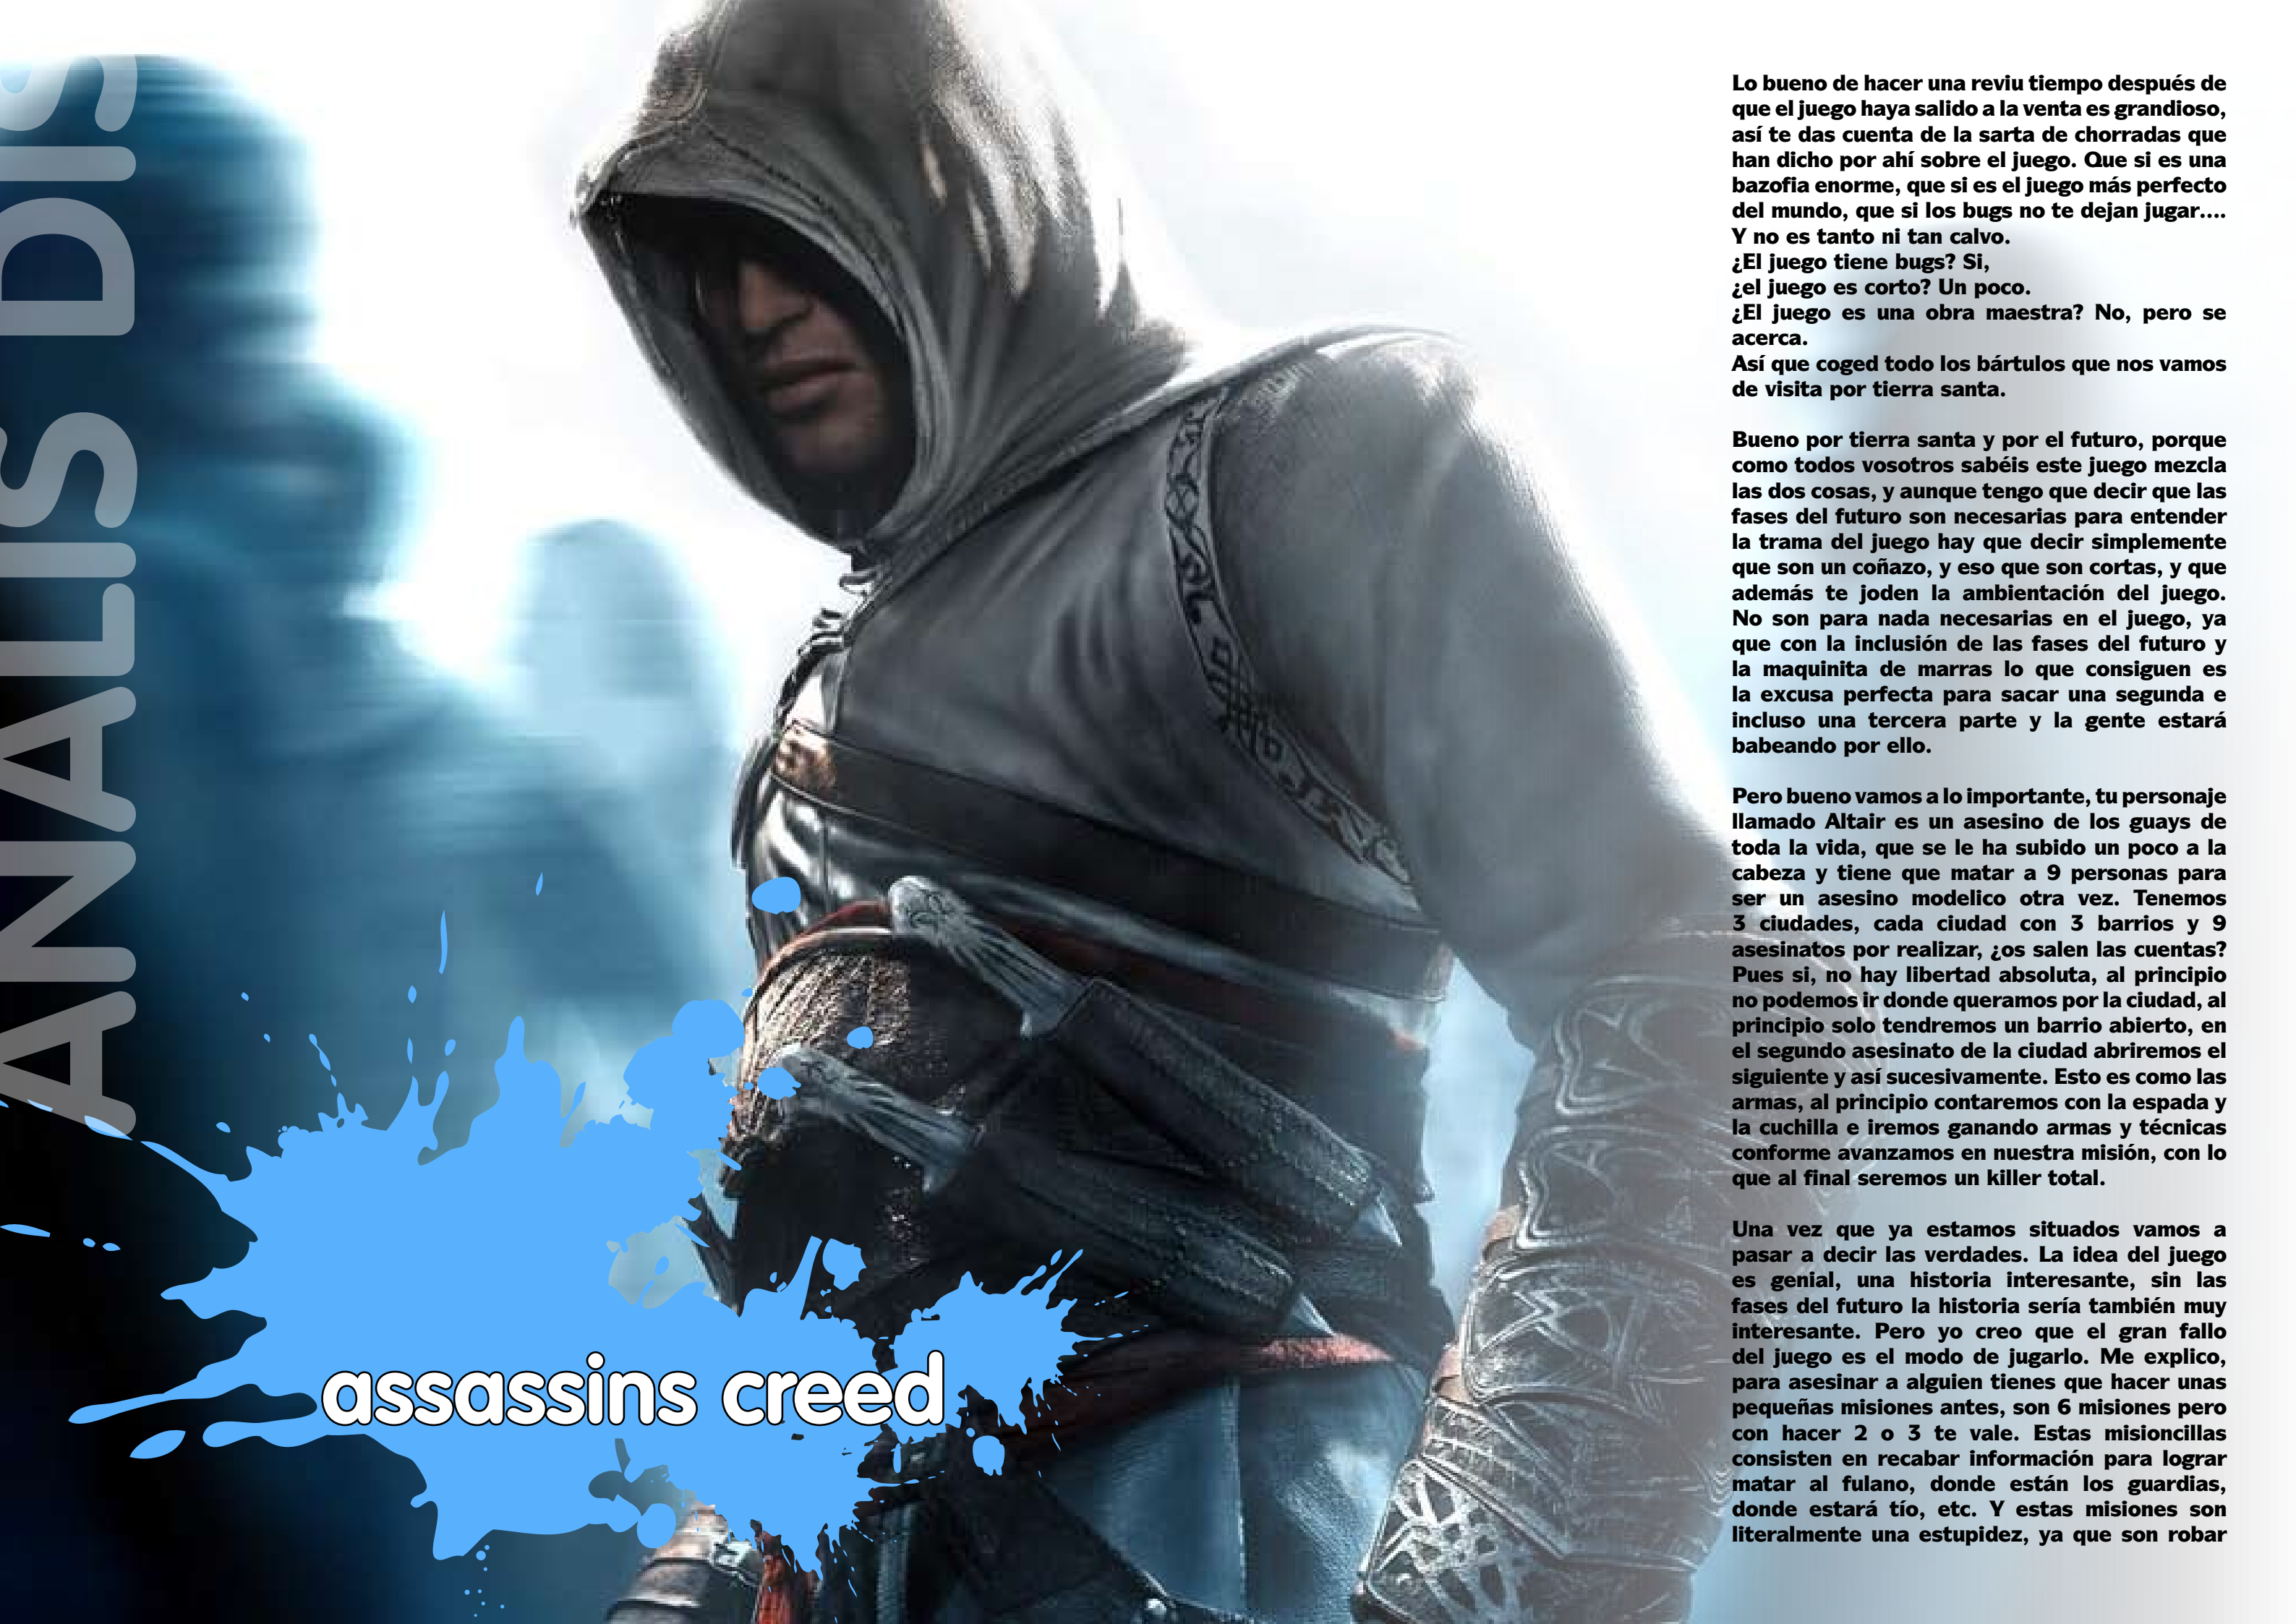 ANALIS DIS
assassins creed
Lo bueno de hacer una reviu tiempo después de
que el juego haya salido a la venta es grandioso,
así te das cuenta de la sarta de chorradas que
han dicho por ahí sobre el juego. Que si es una
bazofia enorme, que si es el juego más perfecto
del mundo, que si los bugs no te dejan jugar....
Y no es tanto ni tan calvo.
¿El juego tiene bugs? Si,
¿el juego es corto? Un poco.
¿El juego es una obra maestra? No, pero se
acerca.
Así que coged todo los bártulos que nos vamos
de visita por tierra santa.
Bueno por tierra santa y por el futuro, porque
como todos vosotros sabéis este juego mezcla
las dos cosas, y aunque tengo que decir que las
fases del futuro son necesarias para entender
la trama del juego hay que decir simplemente
que son un coñazo, y eso que son cortas, y que
además te joden la ambientación del juego.
No son para nada necesarias en el juego, ya
que con la inclusión de las fases del futuro y
la maquinita de marras lo que consiguen es
la excusa perfecta para sacar una segunda e
incluso una tercera parte y la gente estará
babeando por ello.
Pero bueno vamos a lo importante, tu personaje
llamado Altair es un asesino de los guays de
toda la vida, que se le ha subido un poco a la
cabeza y tiene que matar a 9 personas para
ser un asesino modelico otra vez. Tenemos
3 ciudades, cada ciudad con 3 barrios y 9
asesinatos por realizar, ¿os salen las cuentas?
Pues si, no hay libertad absoluta, al principio
no podemos ir donde queramos por la ciudad, al
principio solo tendremos un barrio abierto, en
el segundo asesinato de la ciudad abriremos el
siguiente y así sucesivamente. Esto es como las
armas, al principio contaremos con la espada y
la cuchilla e iremos ganando armas y técnicas
conforme avanzamos en nuestra misión, con lo
que al final seremos un killer total.
Una vez que ya estamos situados vamos a
pasar a decir las verdades. La idea del juego
es genial, una historia interesante, sin las
fases del futuro la historia sería también muy
interesante. Pero yo creo que el gran fallo
del juego es el modo de jugarlo. Me explico,
para asesinar a alguien tienes que hacer unas
pequeñas misiones antes, son 6 misiones pero
con hacer 2 o 3 te vale. Estas misioncillas
consisten en recabar información para lograr
matar al fulano, donde están los guardias,
donde estará tío, etc. Y estas misiones son
literalmente una estupidez, ya que son robar